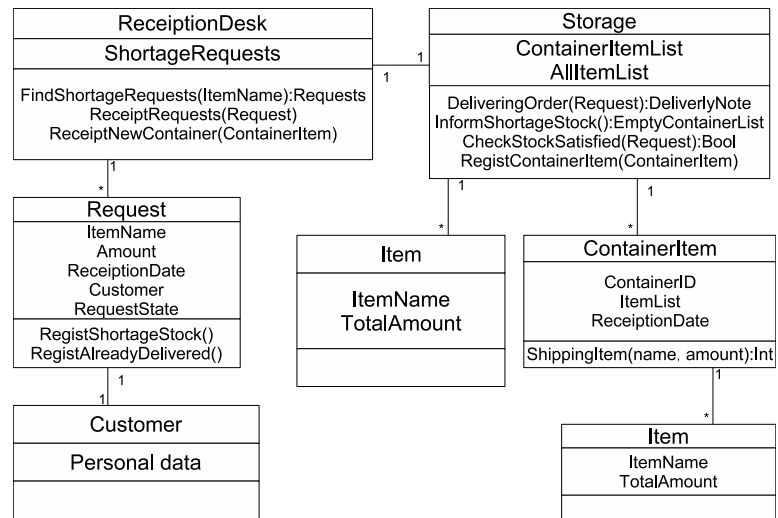 ReceiptionDesk
ShortageRequests
FindShortageRequests(ItemName):Requests
ReceiptRequests(Request)
ReceiptNewContainer(ContainerItem)
1
1
Storage
ContainerItemList
AllItemList
DeliveringOrder(Request):DeliverlyNote
InformShortageStock():EmptyContainerList
CheckStockSatisfied(Request):Bool
RegistContainerItem(ContainerItem)
1
*
Request
ItemName
Amount
ReceiptionDate
Customer
RequestState
RegistShortageStock()
RegistAlreadyDelivered()
1
1
Customer
Personal data
1
*
Item
ItemName
TotalAmount
1
*
ContainerItem
ContainerID
ItemList
ReceiptionDate
ShippingItem(name, amount):Int
1
*
Item
ItemName
TotalAmount